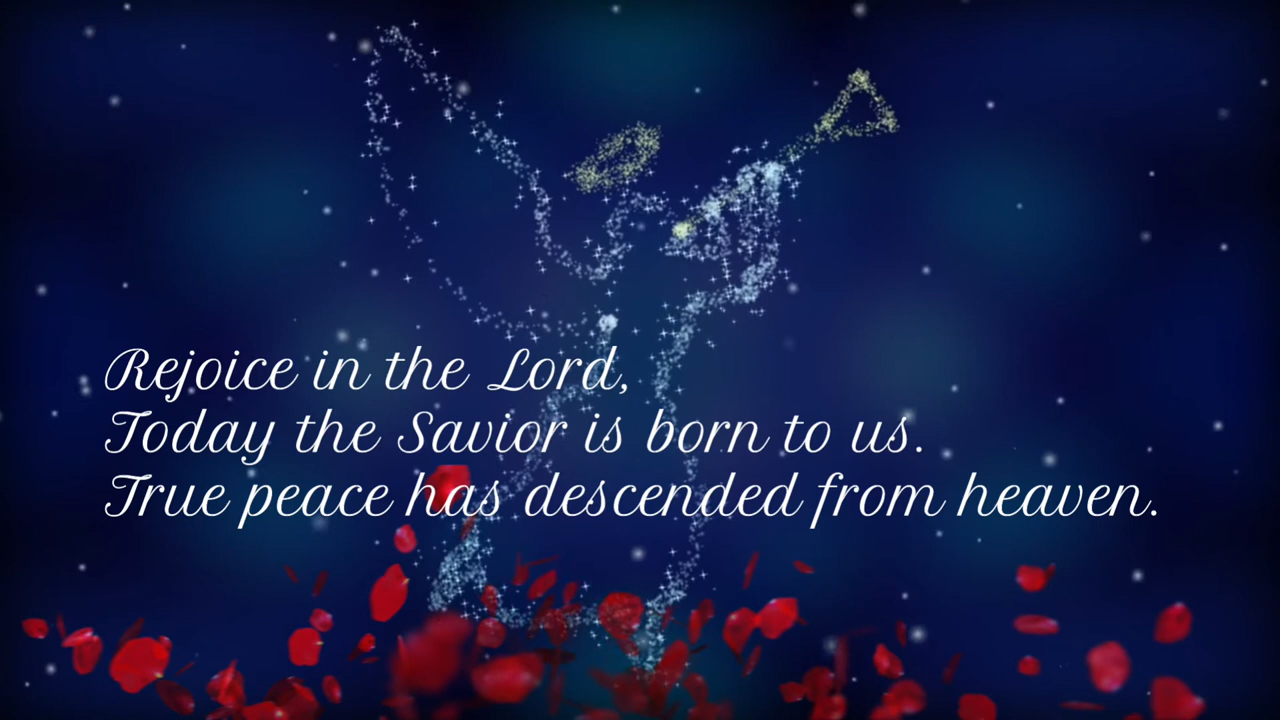 Rejoice in the Lord,
Today the Savior is born to us.
True peace has descended from heaven.